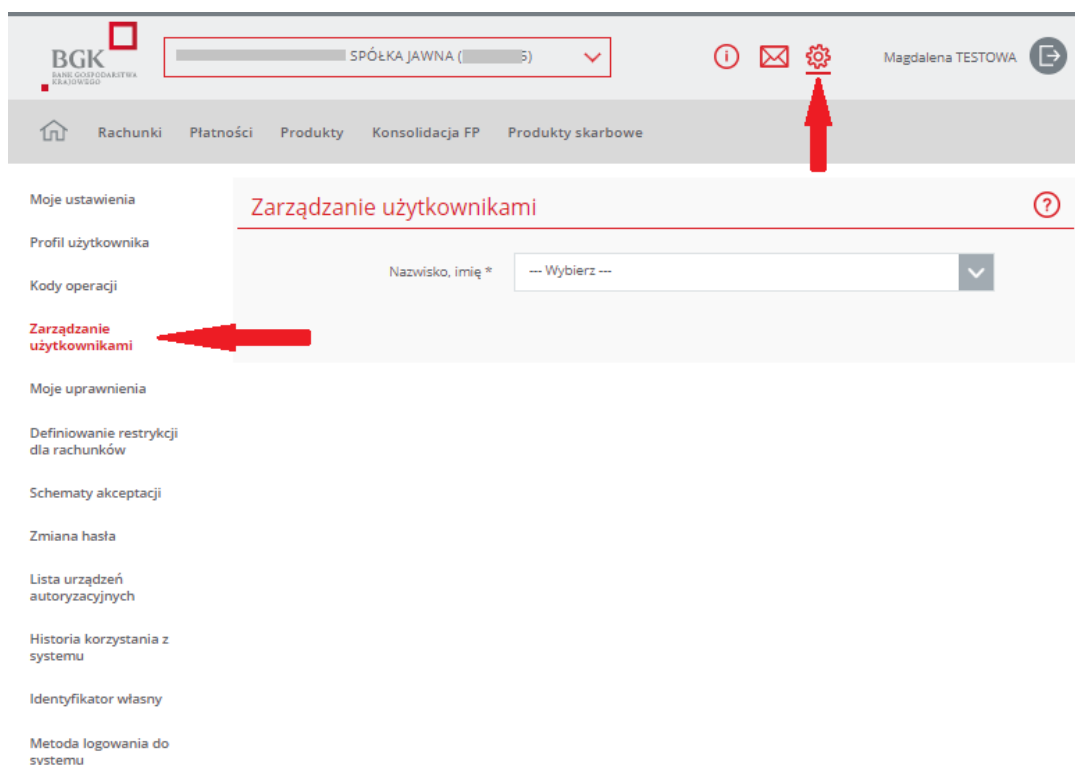 BGK
BANK GOSPODARSTWA
KRAJOWEGO
SPÓŁKA JAWNA ( 5)
Magdalena TESTOWA
Rachunki Płatności Produkty Konsolidacja FP Produkty skarbowe
Moje ustawienia
Profil użytkownika
Kody operacji
Zarządzanie
użytkownikami
Moje uprawnienia
Definiowanie restrykcji
dla rachunków
Schematy akceptacji
Zmiana hasła
Lista urządzeń
autoryzacyjnych
Historia korzystania z
systemu
Identyfikator własny
Metoda logowania do
systemu
Zarządzanie użytkownikami
?
Nazwisko, imię * --- Wybierz ---